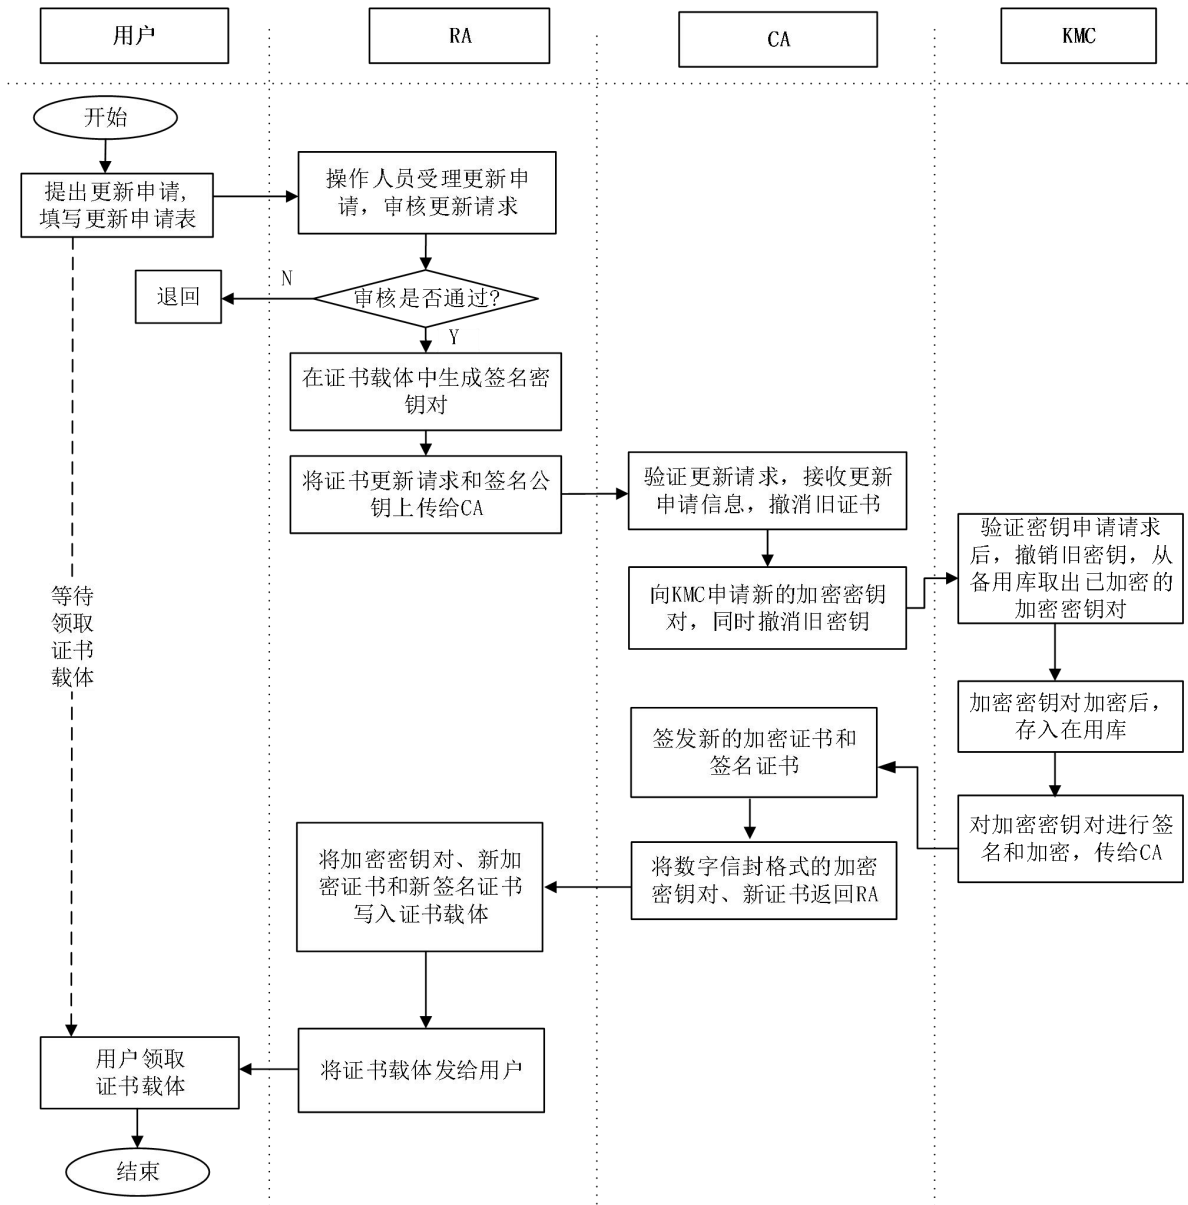 用户
RA
CA
KMC
开始
提出更新申请,
填写更新申请表
操作人员受理更新申
请，审核更新请求
N
退回
审核是否通过?
Y
在证书载体中生成签名密
钥对
将证书更新请求和签名公
钥上传给CA
验证更新请求，接收更新
申请信息，撤消旧证书
向KMC申请新的加密密钥
对，同时撤消旧密钥
验证密钥申请请求
后，撤销旧密钥，从
备用库取出已加密的
加密密钥对
加密密钥对加密后，
存入在用库
对加密密钥对进行签
名和加密，传给CA
签发新的加密证书和
签名证书
将数字信封格式的加密
密钥对、新证书返回RA
将加密密钥对、新加
密证书和新签名证书
写入证书载体
将证书载体发给用户
等待
领取
证书
载体
用户领取
证书载体
结束